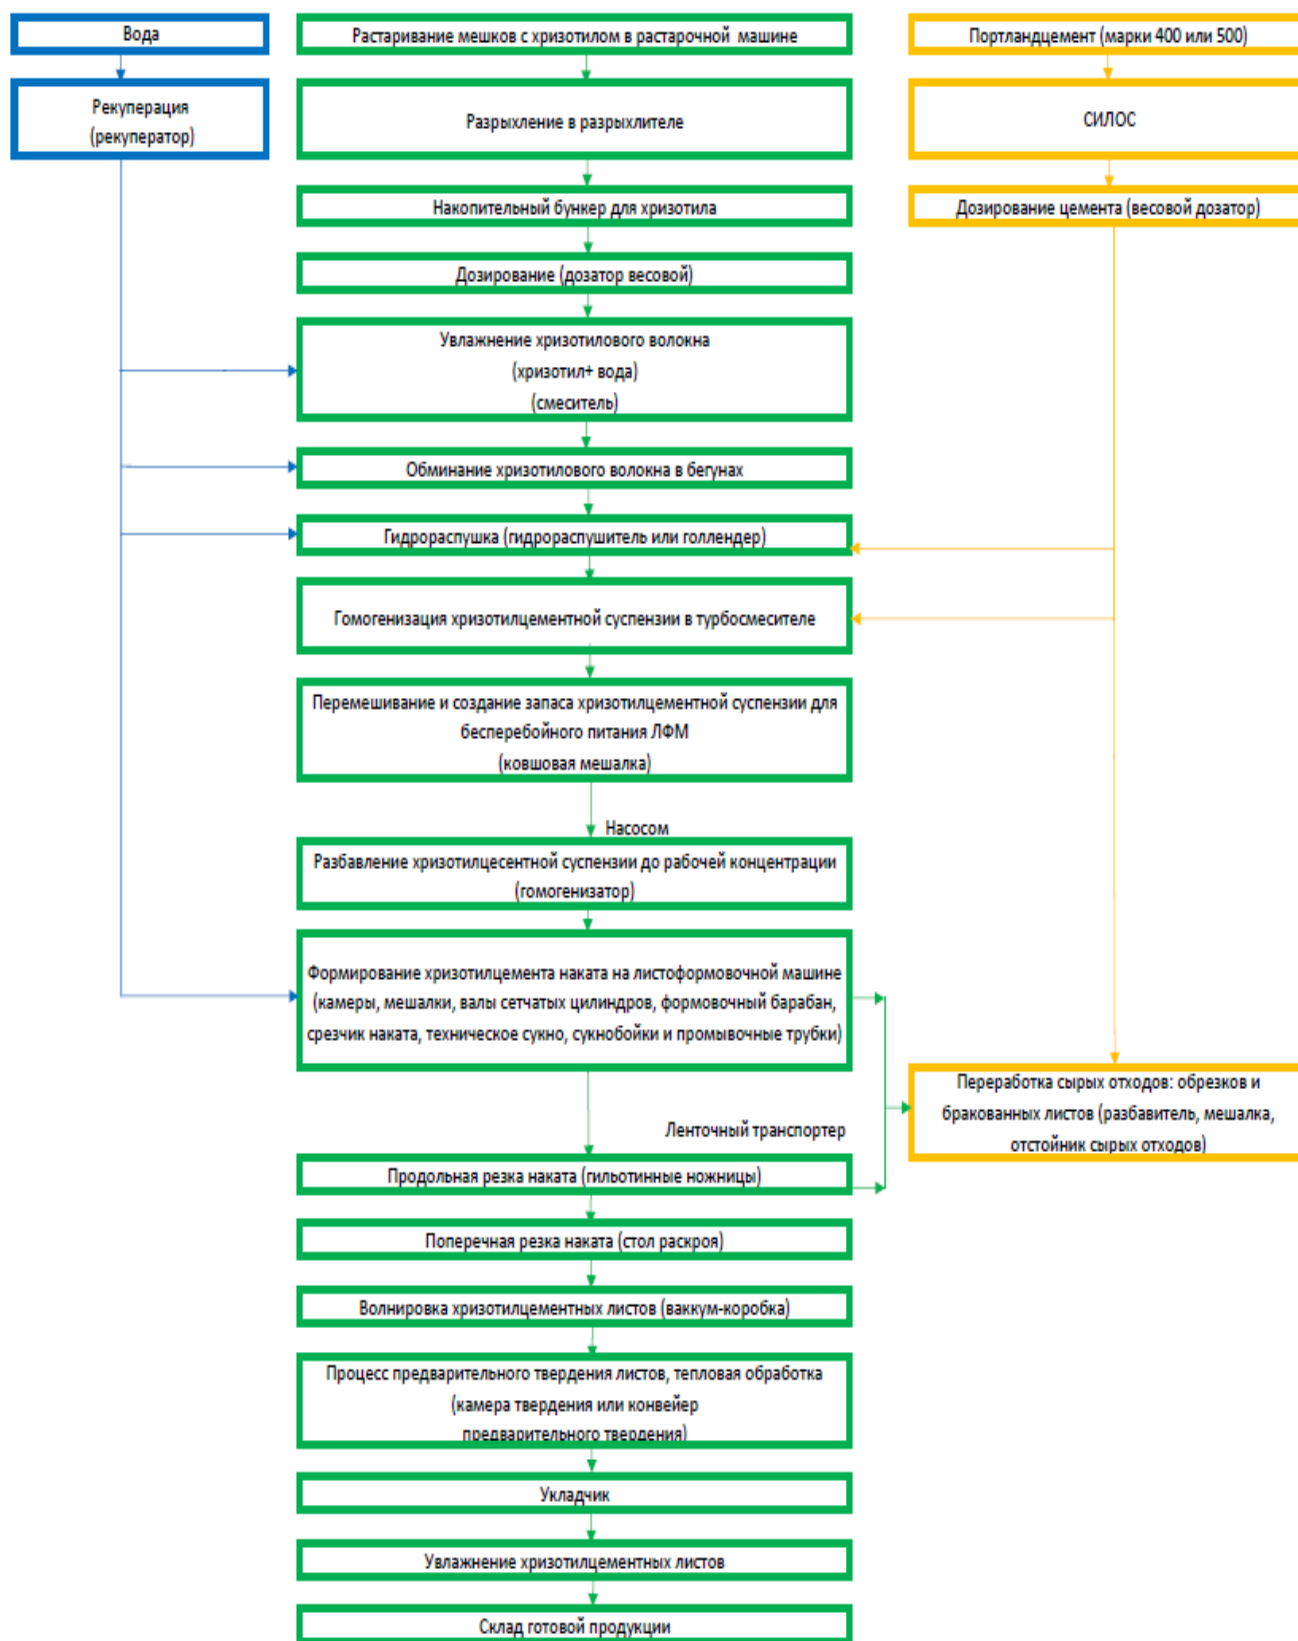 Вода
Растаривание мешков с хризотилом в растарочной машине
Портландцемент (марки 400 или 500)
Рекуперация
(рекуператор)
Разрыхление в разрыхлителе
СИЛОС
Накопительный бункер для хризотила
Дозирование цемента (весовой дозатор)
Дозирование (дозатор весовой)
Увлажнение хризотилового волокна
(хризотил+ вода)
(смеситель)
Обминание хризотилового волокна в бегунах
Гидрораспушка (гидрораспушитель или голлендер)
Гомогенизация хризотилцементной суспензии в турбосмесителе
Перемешивание и создание запаса хризотилцементной суспензии для
бесперебойного питания ЛФМ
(ковшовая мешалка)
Насосом
Разбавление хризотилцесентной суспензии до рабочей концентрации
(гомогенизатор)
Формирование хризотилцемента наката на листоформовочной машине
(камеры, мешалки, валы сетчатых цилиндров, формовочный барабан,
срезчик наката, техническое сукно, сукнобойки и промывочные трубки)
Переработка сырых отходов: обрезков и
бракованных листов (разбавитель, мешалка,
отстойник сырых отходов)
Ленточный транспортер
Продольная резка наката (гильотинные ножницы)
Поперечная резка наката (стол раскроя)
Волнировка хризотилцементных листов (ваккум-коробка)
Процесс предварительного твердения листов, тепловая обработка
(камера твердения или конвейер
предварительного твердения)
Укладчик
Увлажнение хризотилцементных листов
Склад готовой продукции